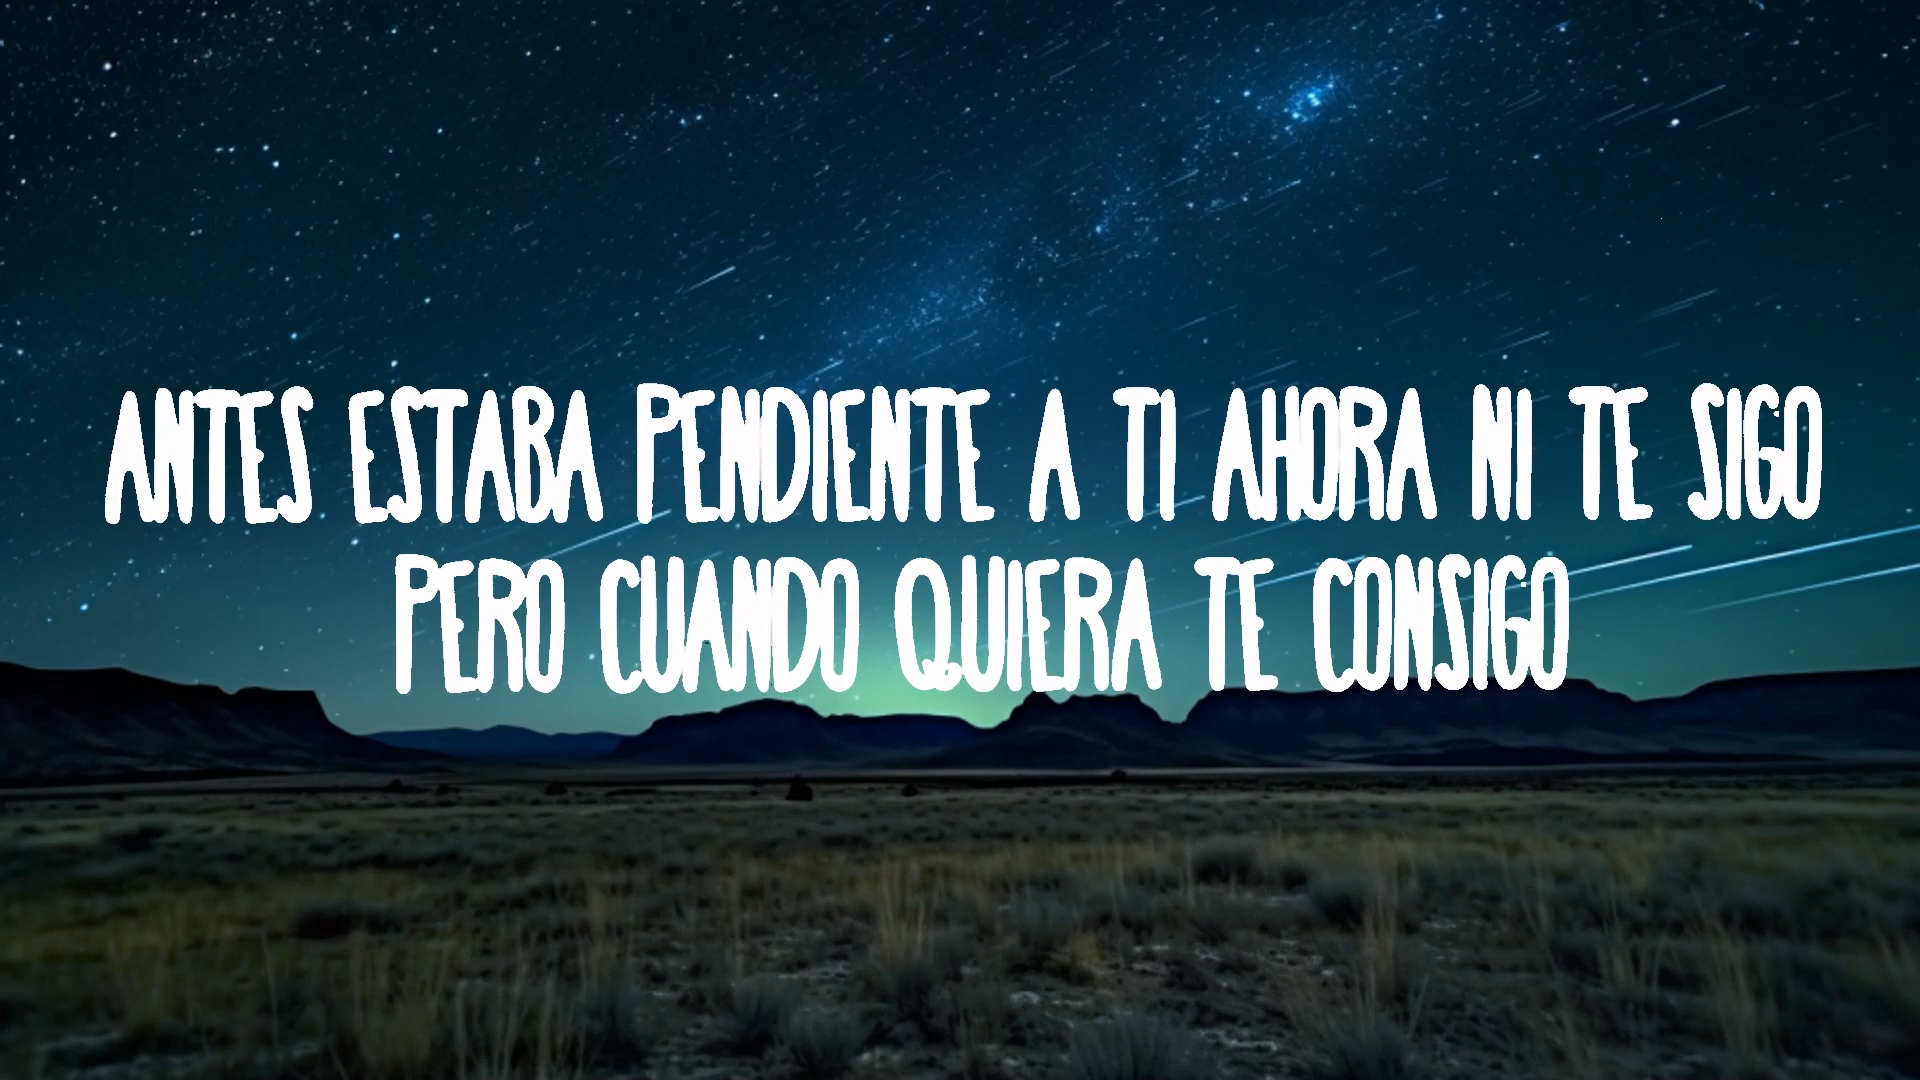 ANTES ESTABA PENDIENTE A TI AHORA NI TE SIGO
PERO CUANDO QUIERA TE CONSIGO